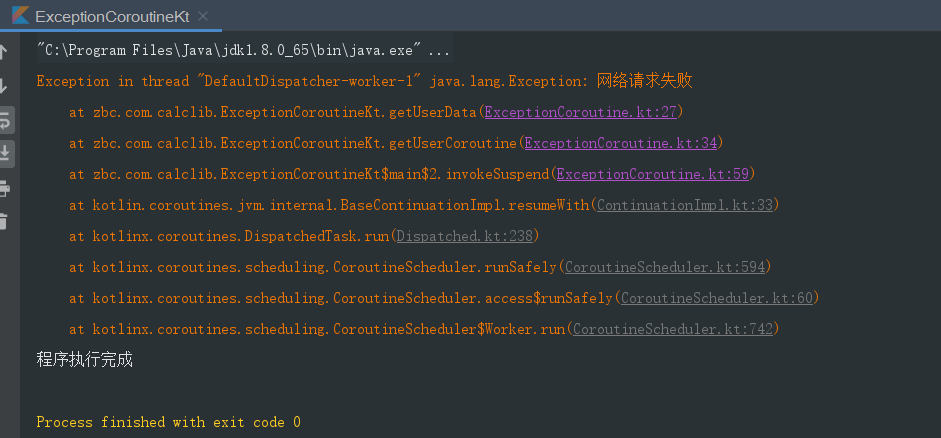 ExceptionCoroutineKt
"C:\Program Files\Java\jdk1.8.0_65\bin\java.exe" ...
Exception in thread "DefaultDispatcher-worker-1" java.lang.Exception: 网络请求失败
at zbc.com.calclib.ExceptionCoroutineKt.getUserData(ExceptionCoroutine.kt:27)
at zbc.com.calclib.ExceptionCoroutineKt.getUserCoroutine(ExceptionCoroutine.kt:34)
at zbc.com.calclib.ExceptionCoroutineKt$main$2.invokeSuspend(ExceptionCoroutine.kt:59)
at kotlin.coroutines.jvm.internal.BaseContinuationImpl.resumeWith(ContinuationImpl.kt:33)
at kotlinx.coroutines.DispatchedTask.run(Dispatched.kt:238)
at kotlinx.coroutines.scheduling.CoroutineScheduler.runSafely(CoroutineScheduler.kt:594)
at kotlinx.coroutines.scheduling.CoroutineScheduler.access$runSafely(CoroutineScheduler.kt:60)
at kotlinx.coroutines.scheduling.CoroutineScheduler$Worker.run(CoroutineScheduler.kt:742)
程序执行完成
Process finished with exit code 0